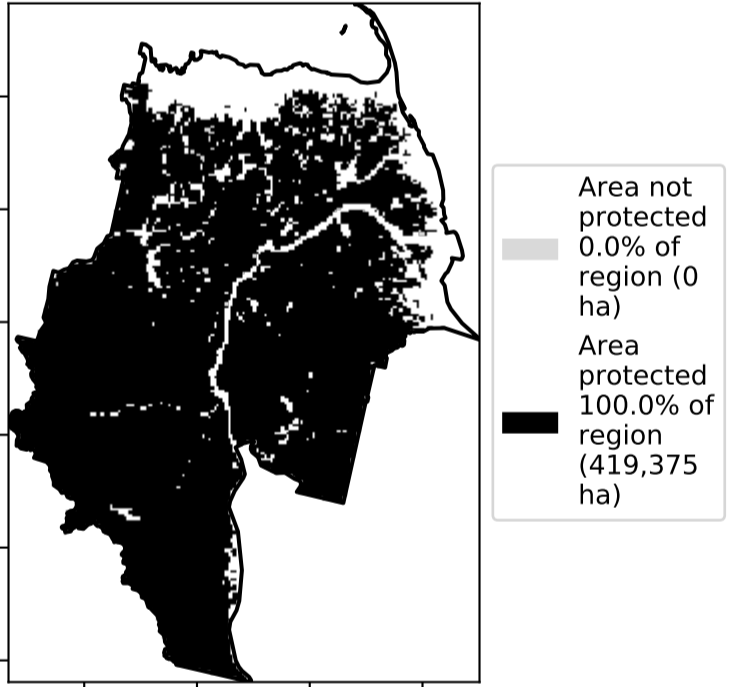 Area not
protected
0.0% of
region (0
ha)
Area
protected
100.0% of
region
(419,375
ha)